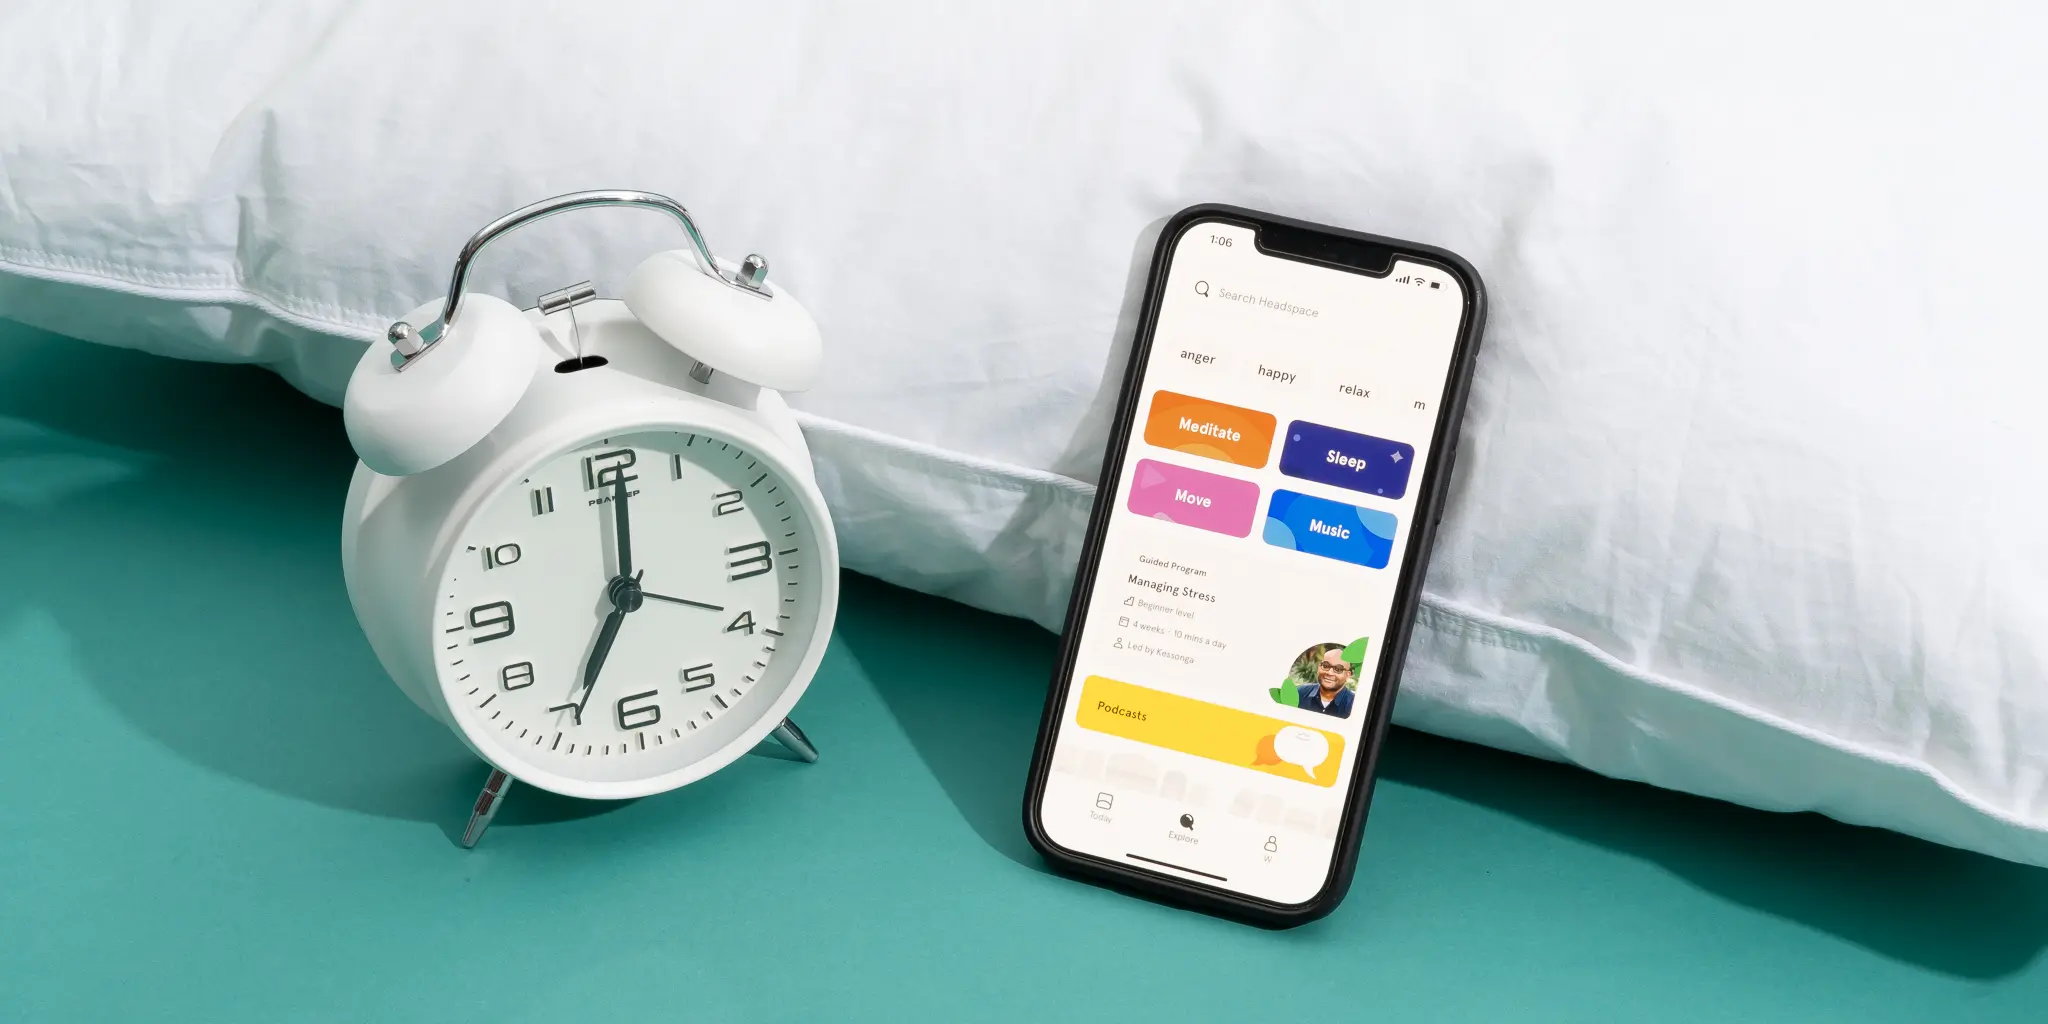 12
1
2
3
4
5
6
7
8
9
10
11
1:06
Search Headspace
anger happy relax m
Meditate Sleep
Move Music
Guided Program
Managing Stress
Beginner level
4 weeks · 10 mins a day
Led by Kessonga
Podcasts
Today Explore W